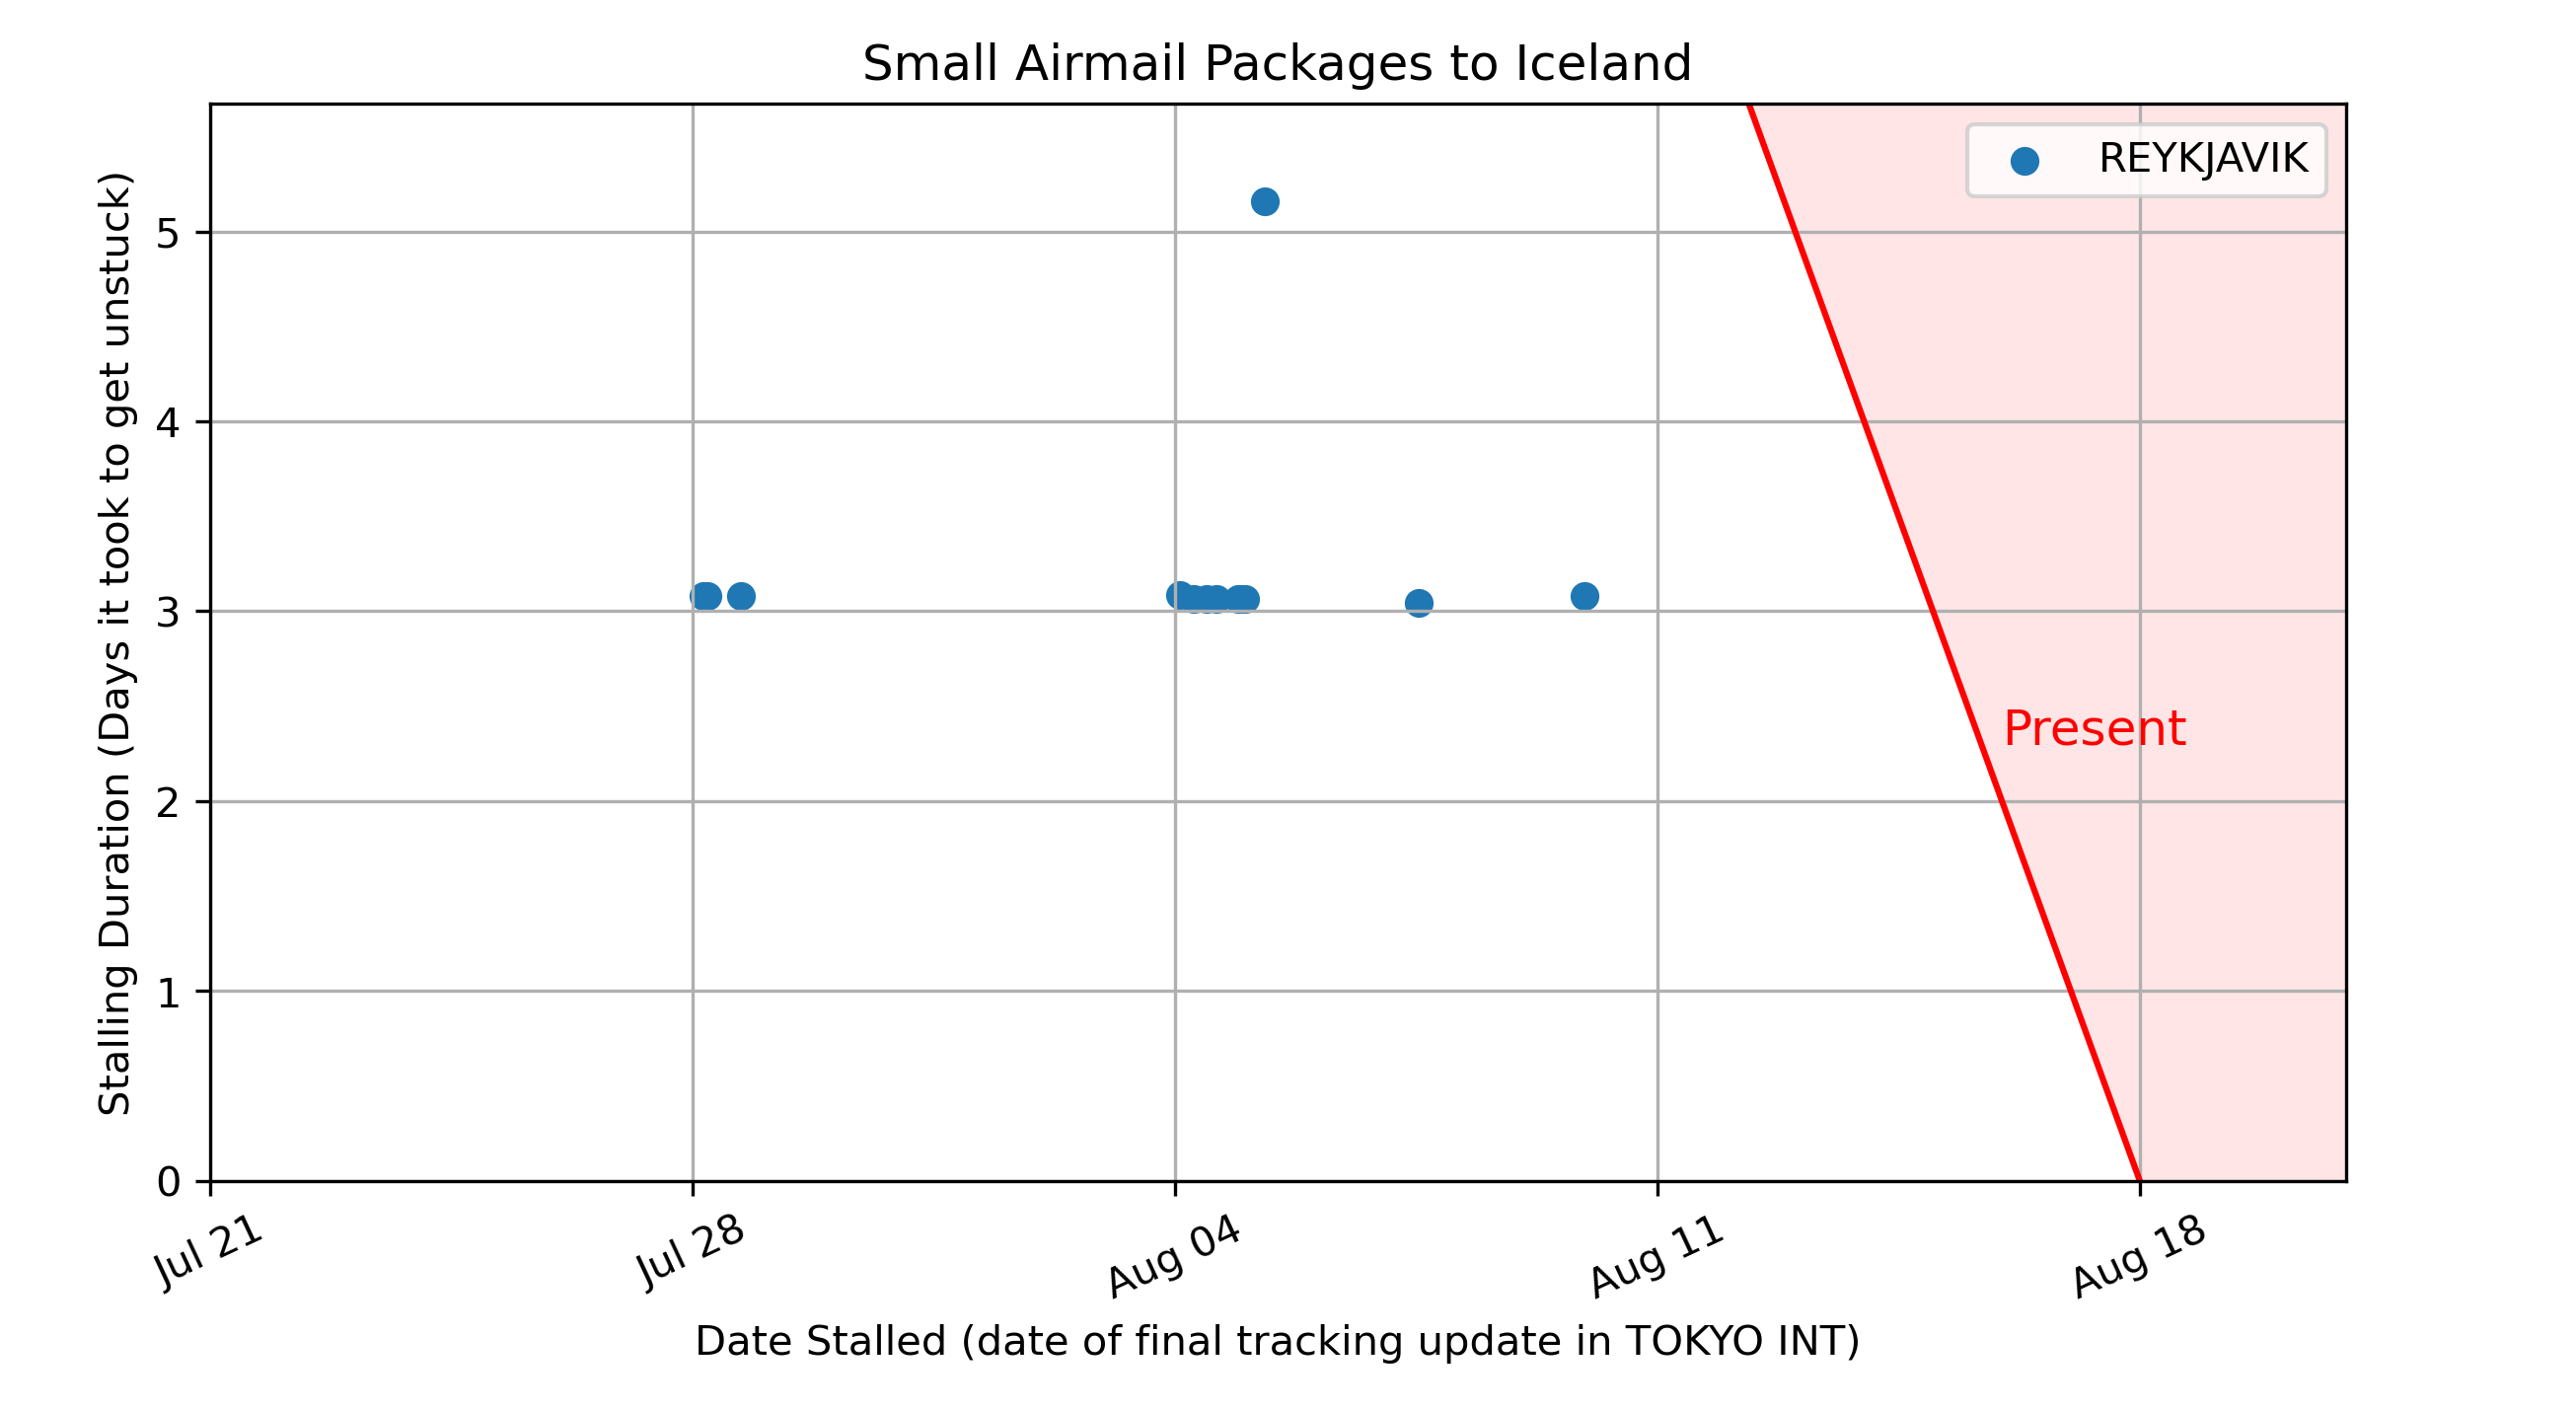 Small Airmail Packages to Iceland
REYKJAVIK
Stalling Duration (Days it took to get unstuck)
5
4
3
2
1
0
Present
Jul 21
Jul 28
Aug 04
Aug 11
Aug 18
Date Stalled (date of final tracking update in TOKYO INT)